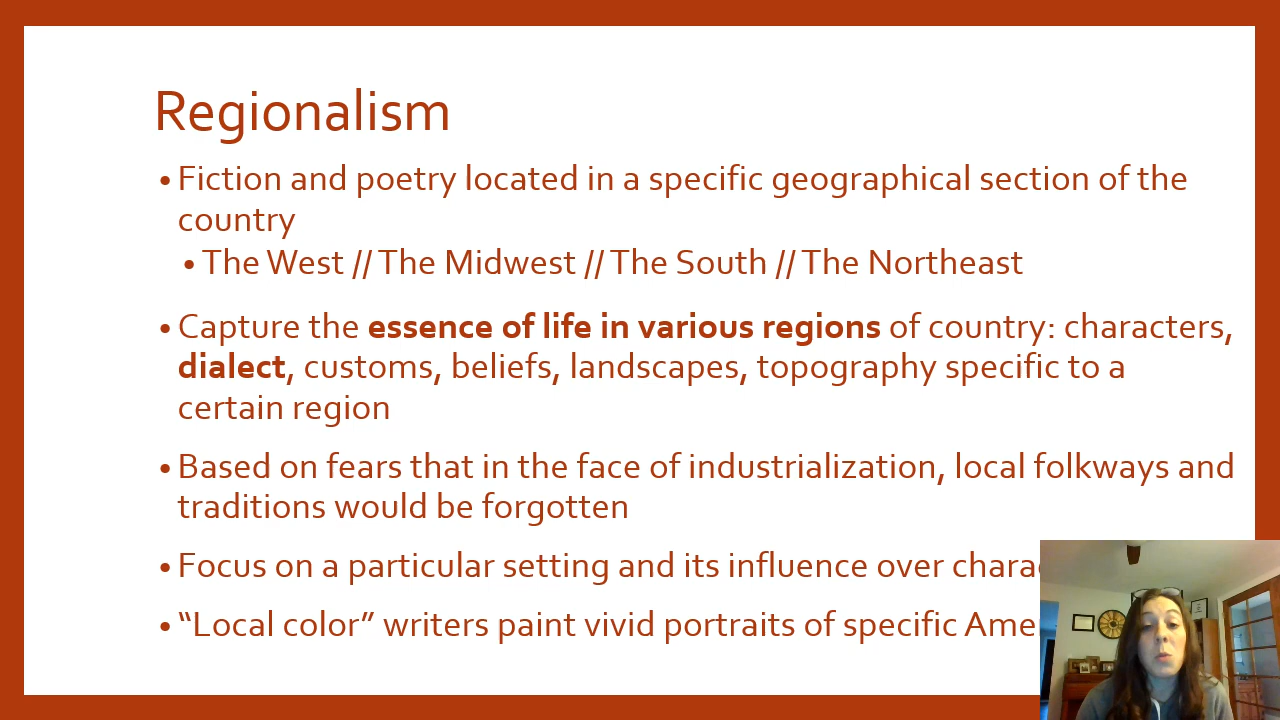 Regionalism
• Fiction and poetry located in a specific geographical section of the
country
• The West // The Midwest // The South // The Northeast
• Capture the essence of life in various regions of country: characters,
dialect, customs, beliefs, landscapes, topography specific to a
certain region
• Based on fears that in the face of industrialization, local folkways and
traditions would be forgotten
• Focus on a particular setting and its influence over
• “Local color” writers paint vivid portraits of specific